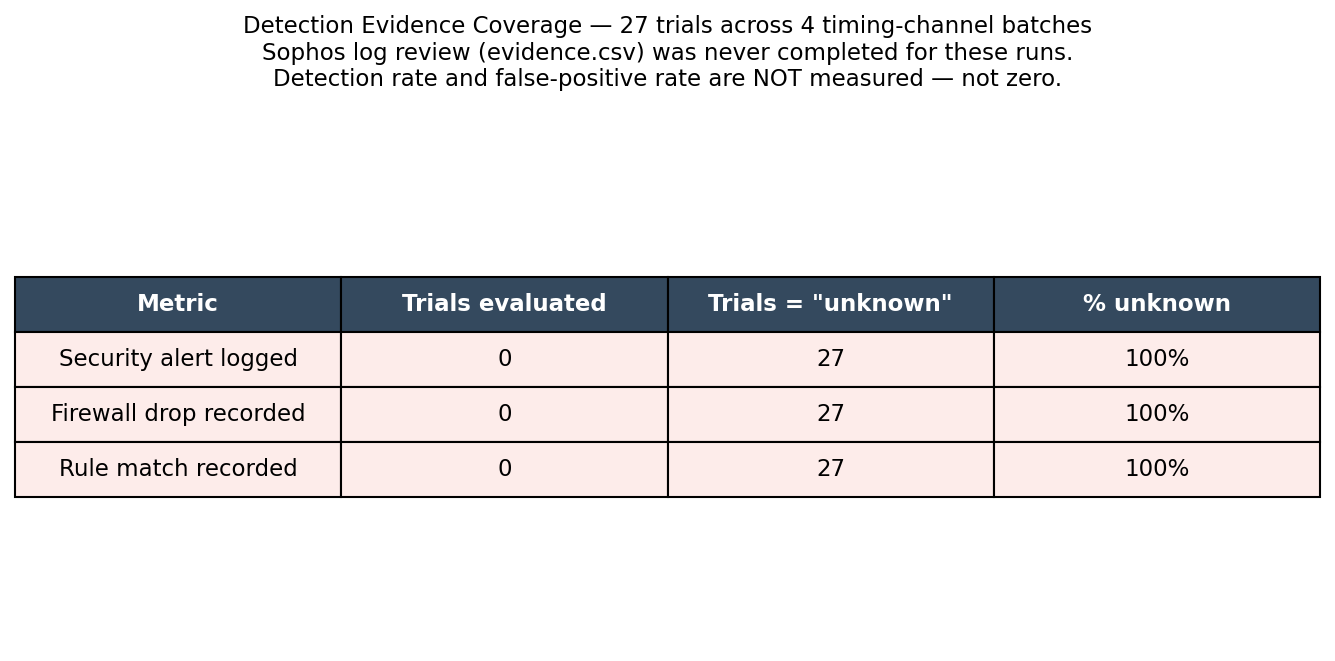 Detection Evidence Coverage — 27 trials across 4 timing-channel batches
Sophos log review (evidence.csv) was never completed for these runs.
Detection rate and false-positive rate are NOT measured — not zero.
Metric Trials evaluated Trials = "unknown" % unknown
Security alert logged 0 27 100%
Firewall drop recorded 0 27 100%
Rule match recorded 0 27 100%